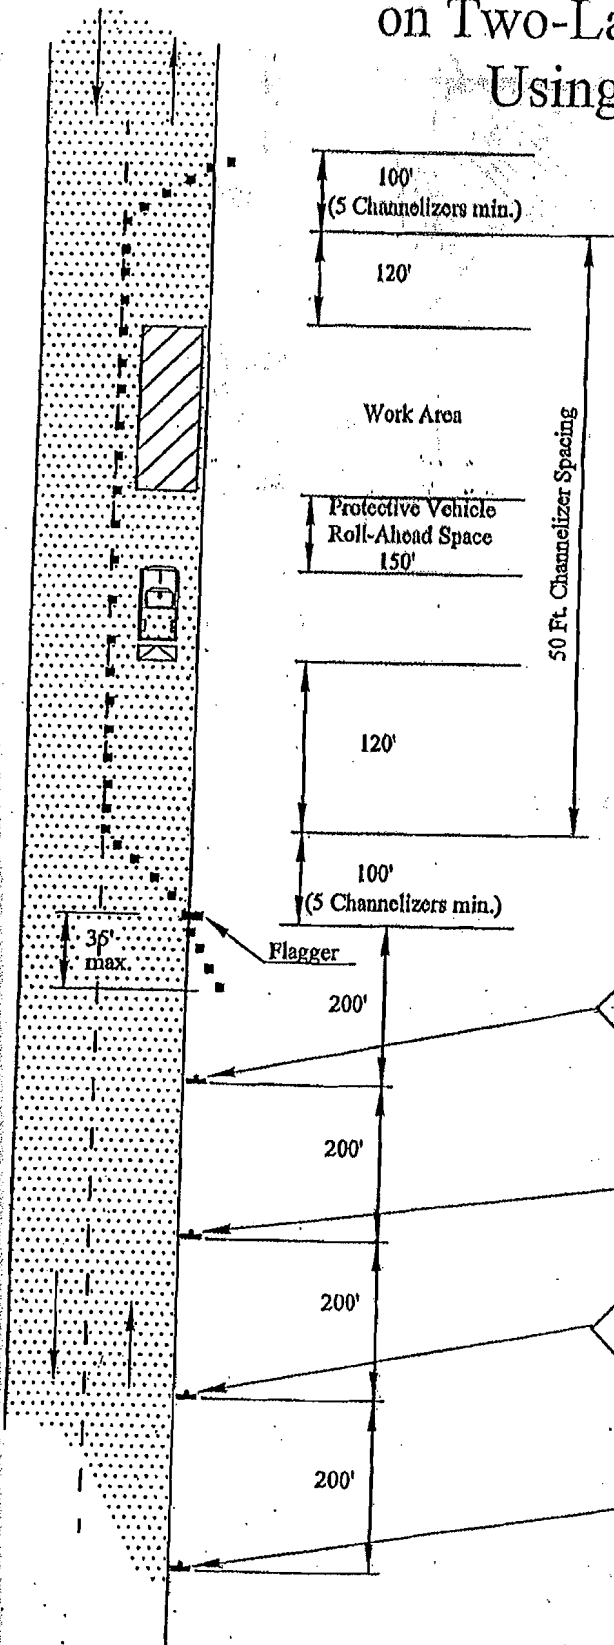 on Two-La
Using
100'
(5 Channelizers min.)
120'
Work Area
Protective Vehicle
Roll-Ahead Space
150'
50 Ft. Channelizer Spacing
120'
100'
(5 Channelizers min.)
35'
max.
Flagger
200'
200'
200'
200'